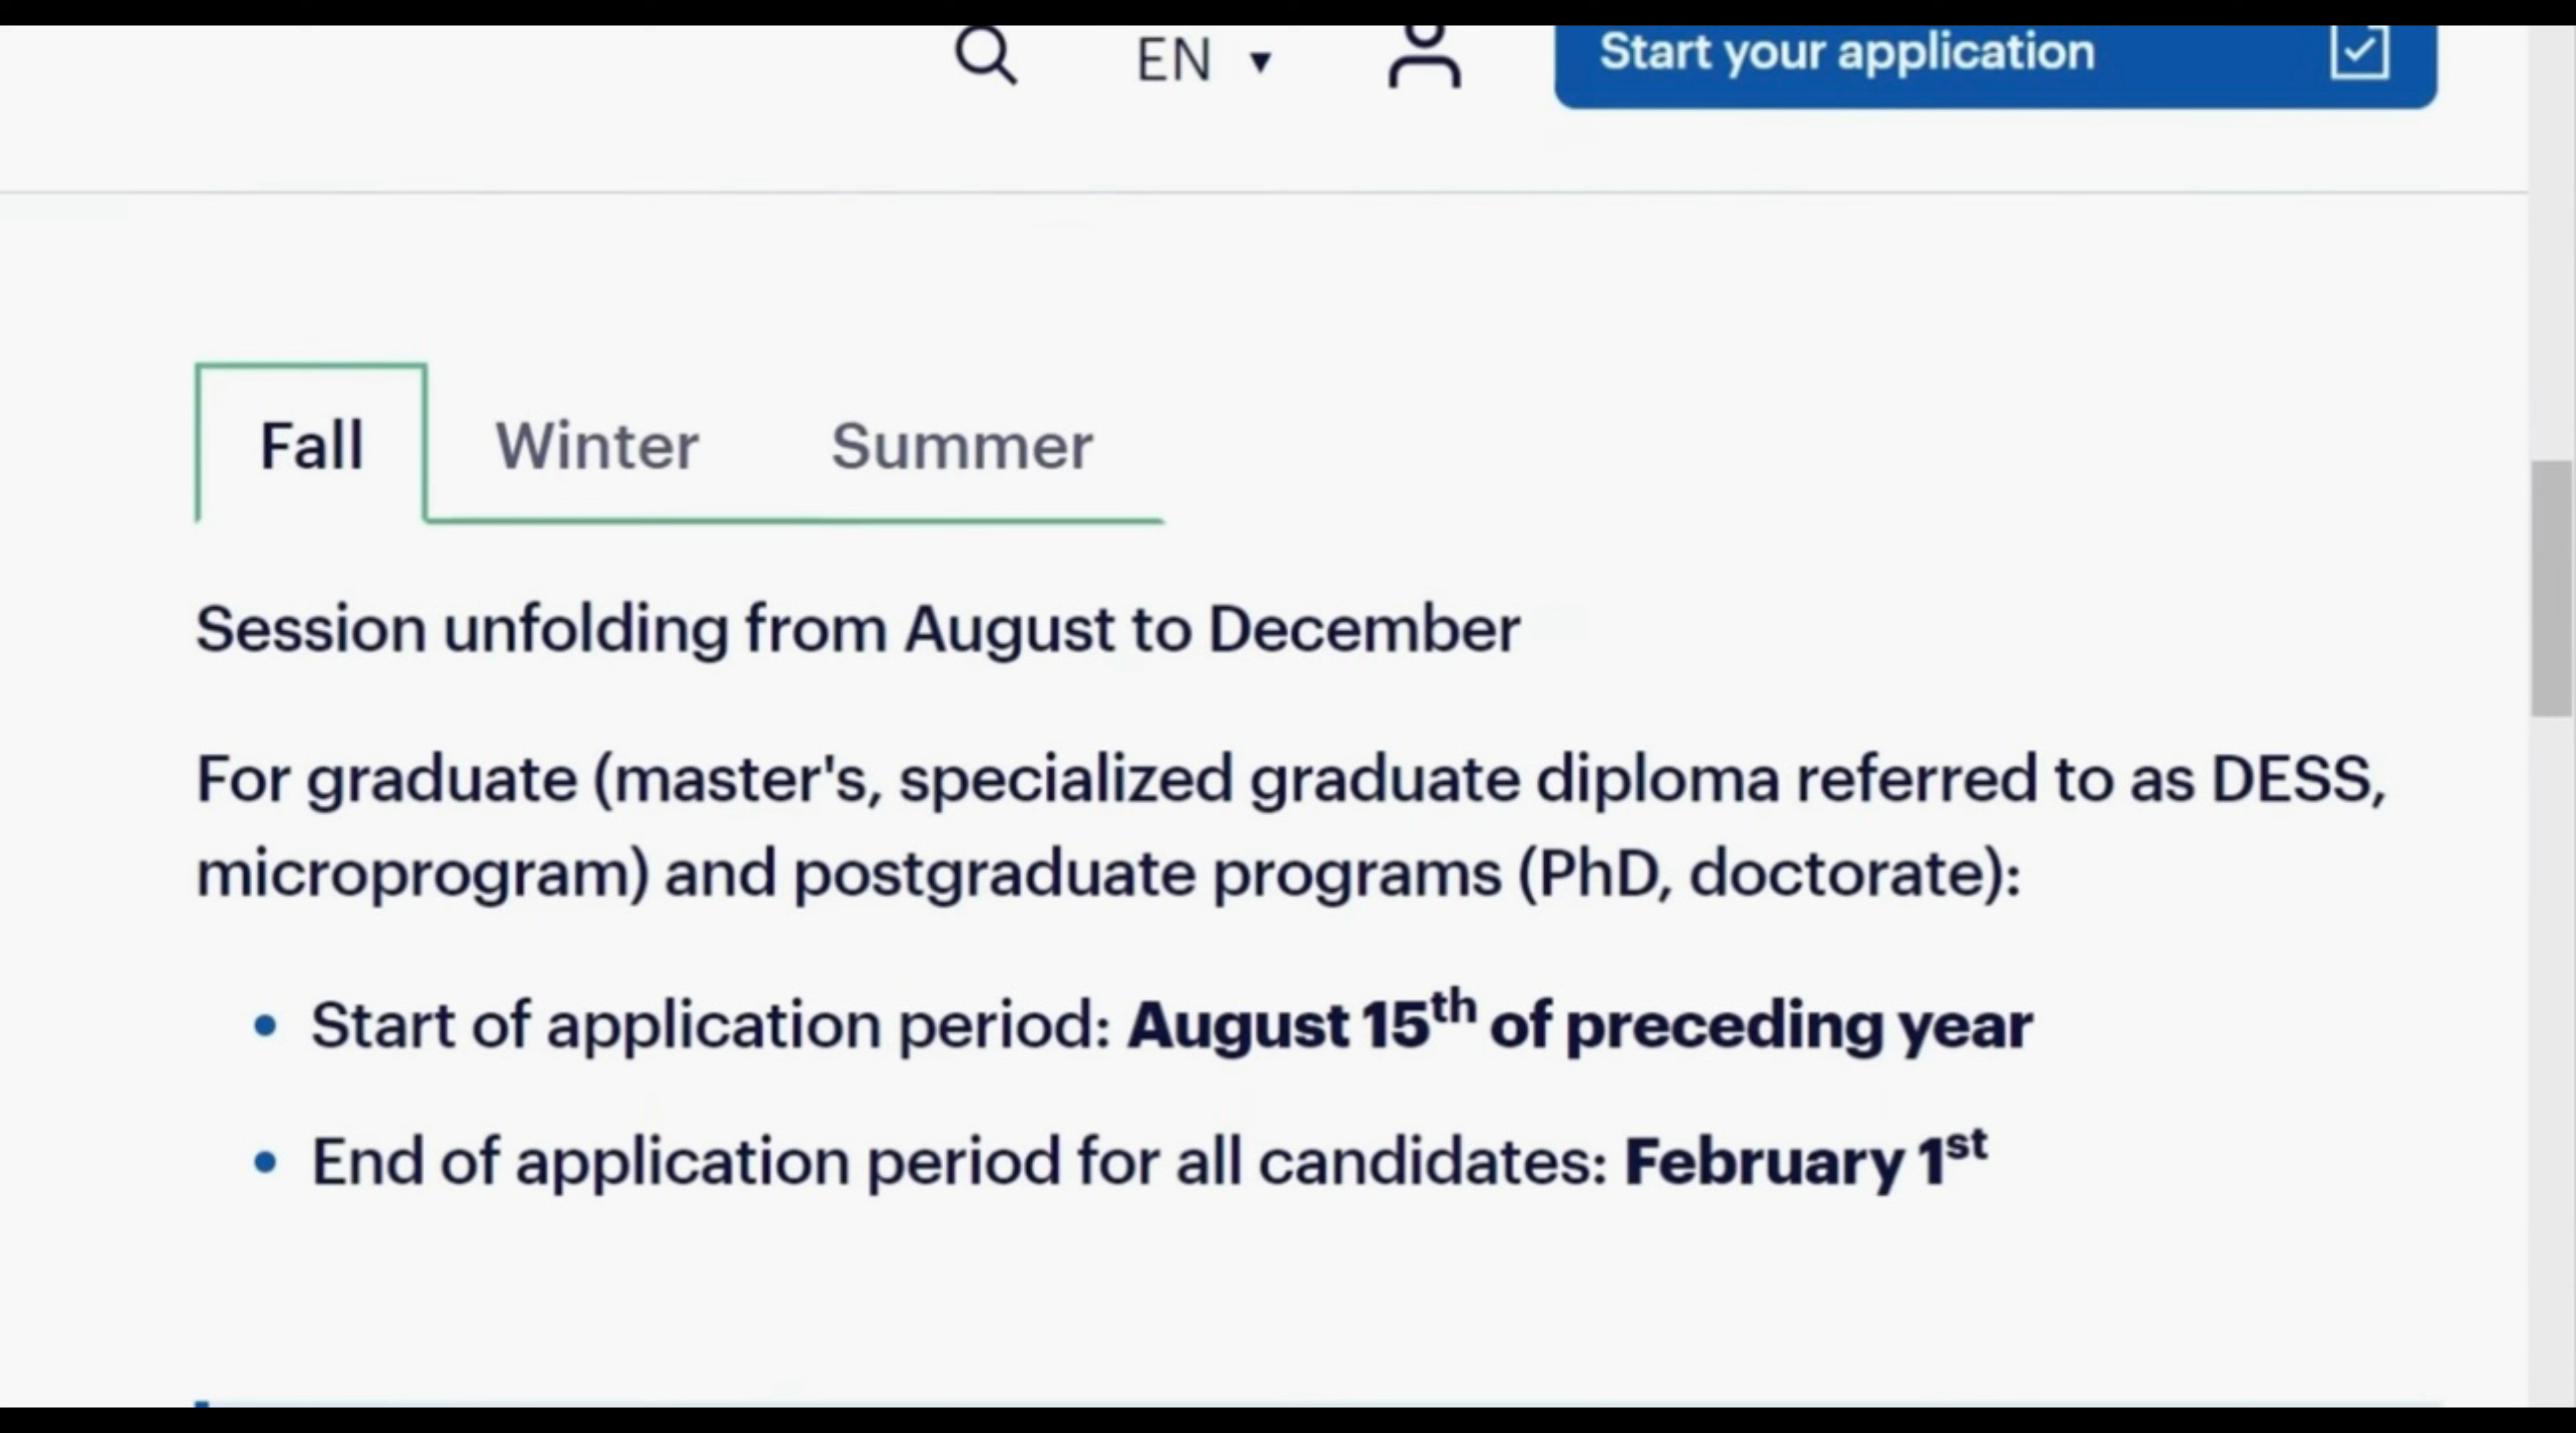 EN
Start your application
Fall Winter Summer
Session unfolding from August to December
For graduate (master's, specialized graduate diploma referred to as DESS,
microprogram) and postgraduate programs (PhD, doctorate):
• Start of application period: August 15th of preceding year
• End of application period for all candidates: February 1st